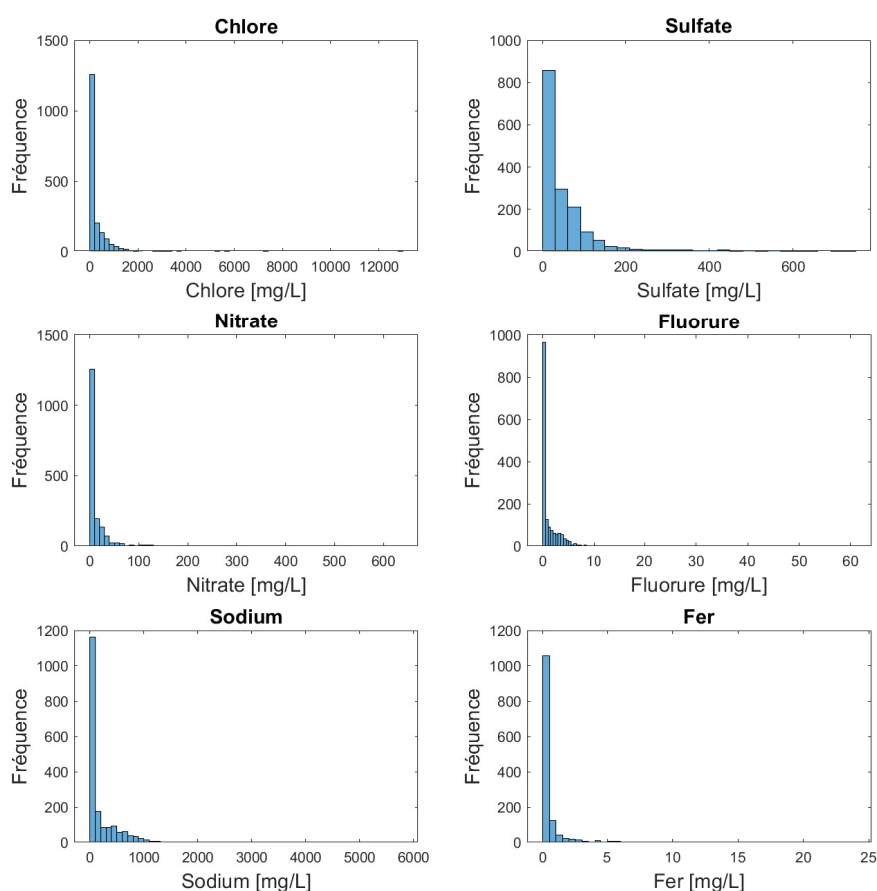 Chlore
1500
1000
500
0
Fréquence
0 2000 4000 6000 8000 10000 12000
Chlore [mg/L]
Sulfate
1000
800
600
400
200
0
Fréquence
0 200 400 600
Sulfate [mg/L]
Nitrate
1500
1000
500
0
Fréquence
0 100 200 300 400 500 600
Nitrate [mg/L]
Fluorure
1000
800
600
400
200
0
Fréquence
0 10 20 30 40 50 60
Fluorure [mg/L]
Sodium
1200
1000
800
600
400
200
0
Fréquence
0 1000 2000 3000 4000 5000 6000
Sodium [mg/L]
Fer
1200
1000
800
600
400
200
0
Fréquence
0 5 10 15 20 25
Fer [mg/L]